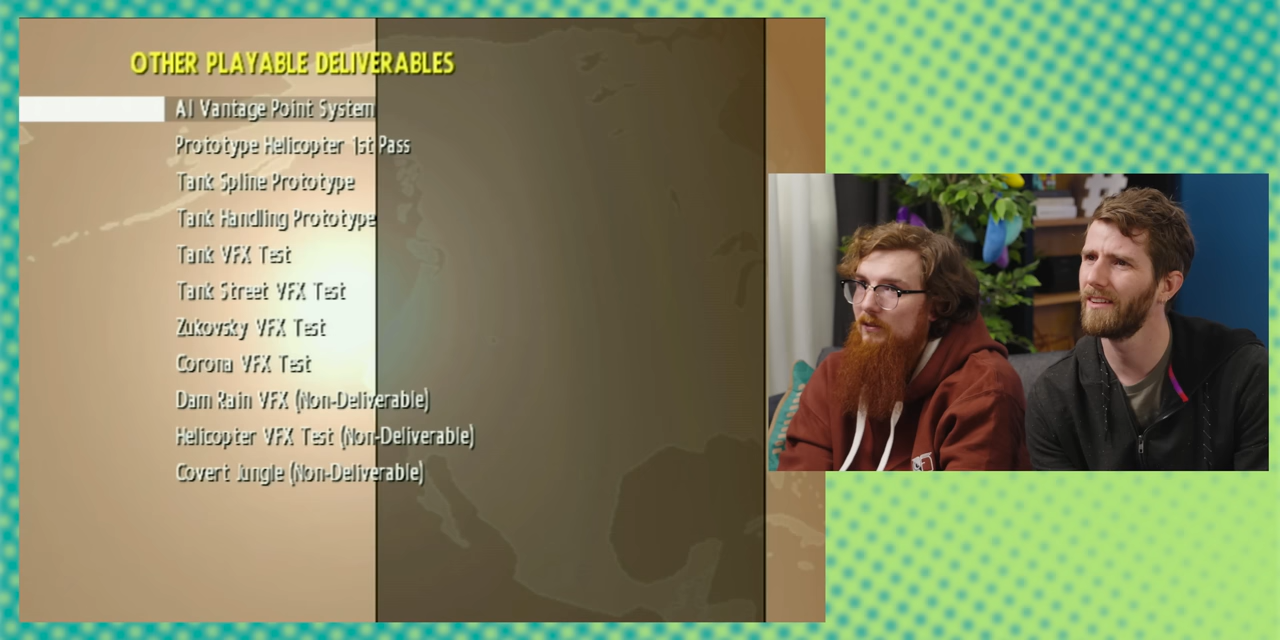 OTHER PLAYABLE DELIVERABLES
AI Vantage Point System
Prototype Helicopter 1st Pass
Tank Spline Prototype
Tank Handling Prototype
Tank VFX Test
Tank Street VFX Test
Zukovsky VFX Test
Corona VFX Test
Dam Rain VFX (Non-Deliverable)
Helicopter VFX Test (Non-Deliverable)
Covert Jungle (Non-Deliverable)